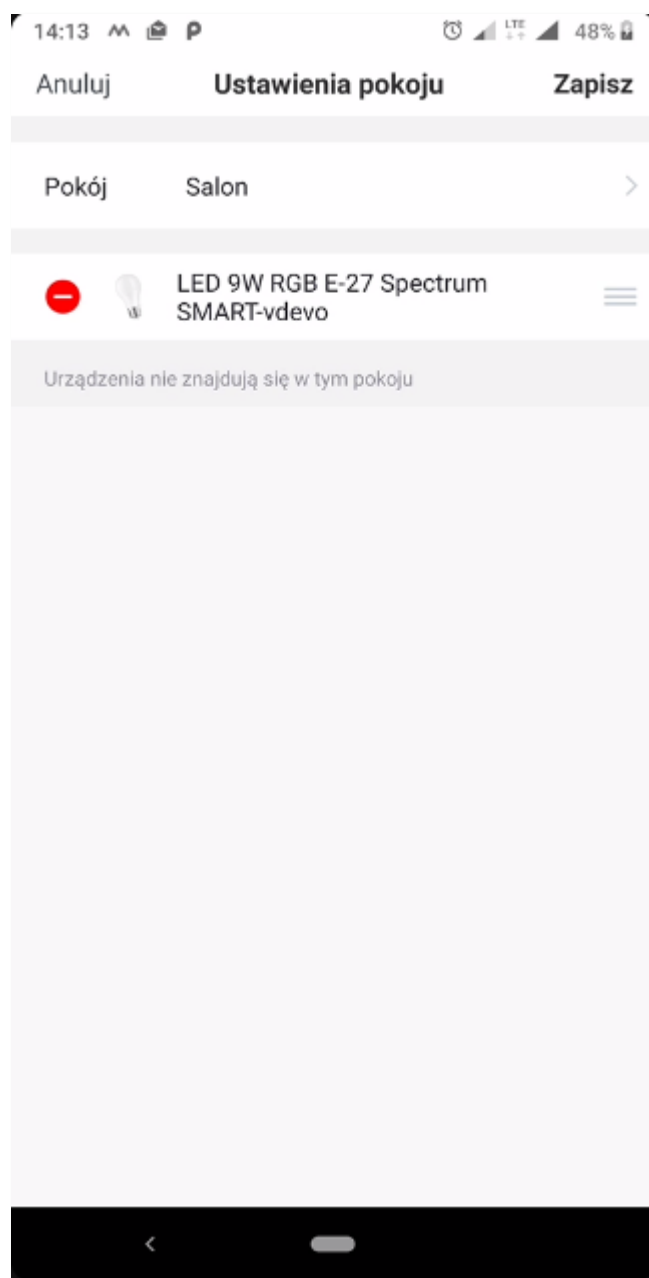 14:13 LTE 48%
Anuluj Ustawienia pokoju Zapisz
Pokój Salon
LED 9W RGB E-27 Spectrum
SMART-vdevo
Urządzenia nie znajdują się w tym pokoju